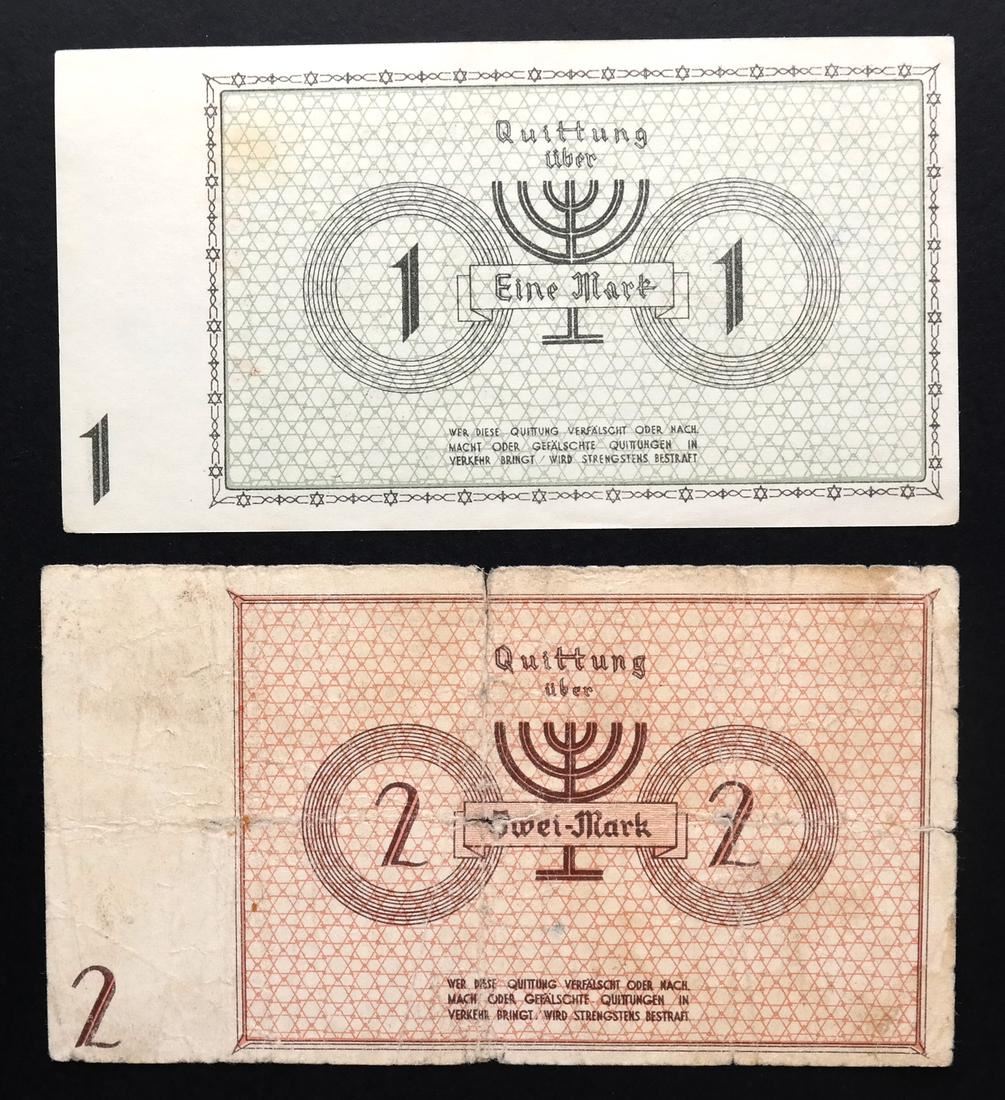 Quittung
über
1
Eine Mark
1
WER DIESE QUITTUNG VERFÄLSCHT ODER NACH,
MACHT ODER GEFÄLSCHTE QUITTUNGEN IN
VERKEHR BRINGT, WIRD STRENGSTENS BESTRAFT
1
Quittung
über
2
Zwei-Mark
2
WER DIESE QUITTUNG VERFÄLSCHT ODER NACH,
MACHT ODER GEFÄLSCHTE QUITTUNGEN IN
VERKEHR BRINGT, WIRD STRENGSTENS BESTRAFT
2